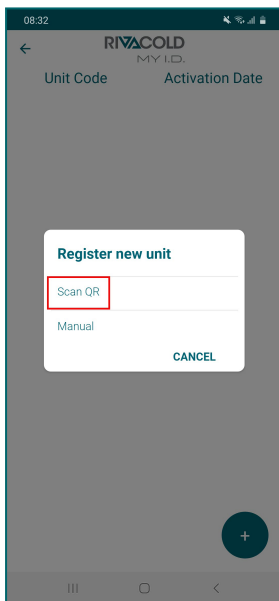 08:32
RIVACOLD
MY I.D.
Unit Code Activation Date
Register new unit
Scan QR
Manual
CANCEL
+